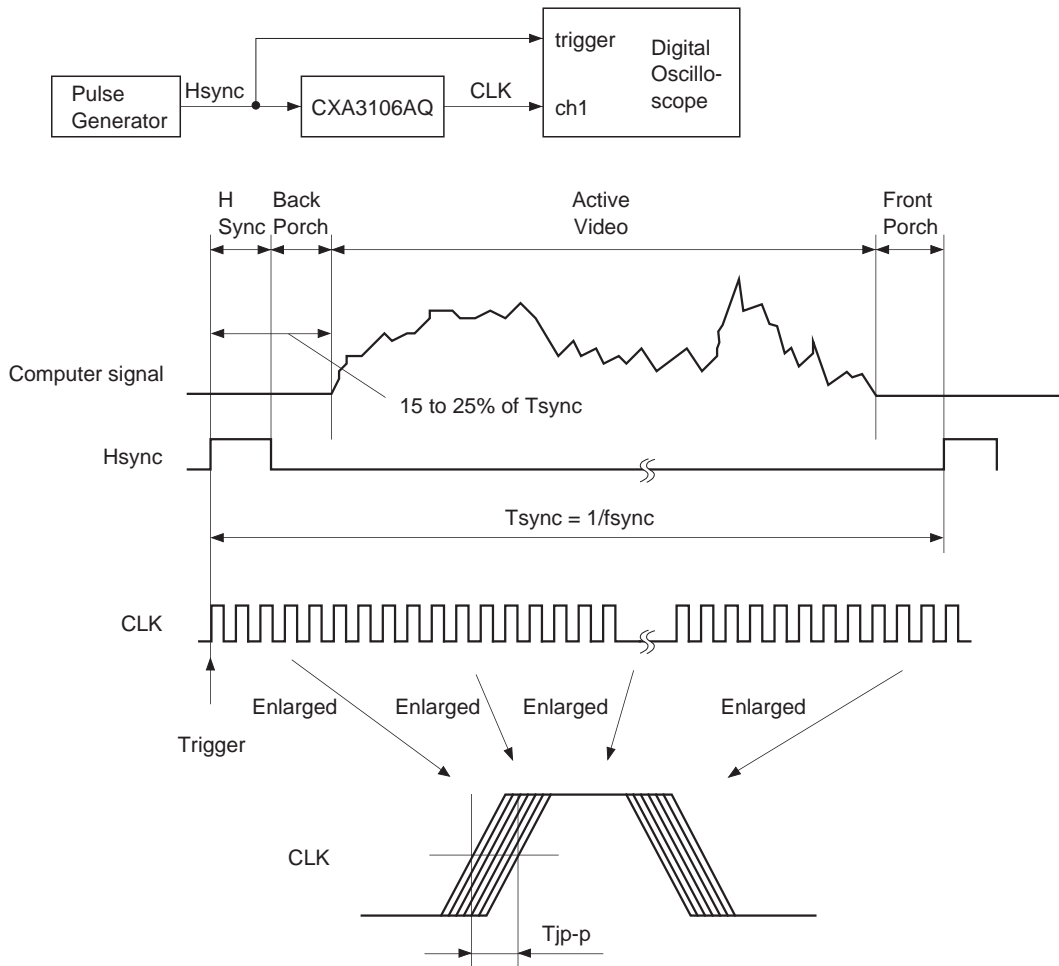 trigger
Digital
Oscillo-
scope
Hsync
CLK
Pulse
Generator
CXA3106AQ
ch1
H
Sync
Back
Porch
Active
Video
Front
Porch
Computer signal
15 to 25% of Tsync
Hsync
Tsync = 1/fsync
CLK
Enlarged
Enlarged
Enlarged
Enlarged
Trigger
CLK
Tjp-p